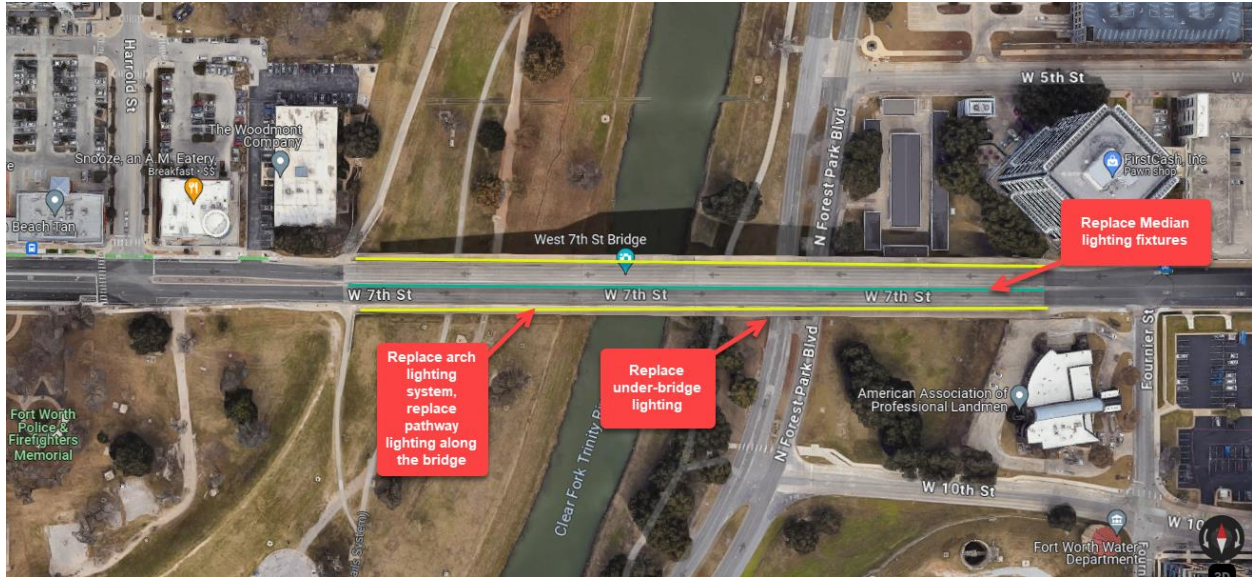 Harrold St
The Woodmont
Company
Snooze, an A.M. Eatery
Breakfast • $$
Beach Tan
W 5th St
W
N Forest Park Blvd
FirstCash, Inc
Pawn shop
Replace Median
lighting fixtures
West 7th St Bridge
W 7th St
W 7th St
W 7th St
Replace arch
lighting
system,
replace
pathway
lighting along
the bridge
Replace
under-bridge
lighting
N Forest Park Blvd
American Association of
Professional Landmen
Fournier St
Fort Worth
Police &
Firefighters
Memorial
Clear Fork Trinity
W 10th St
W 10
Fort Worth Water
Department